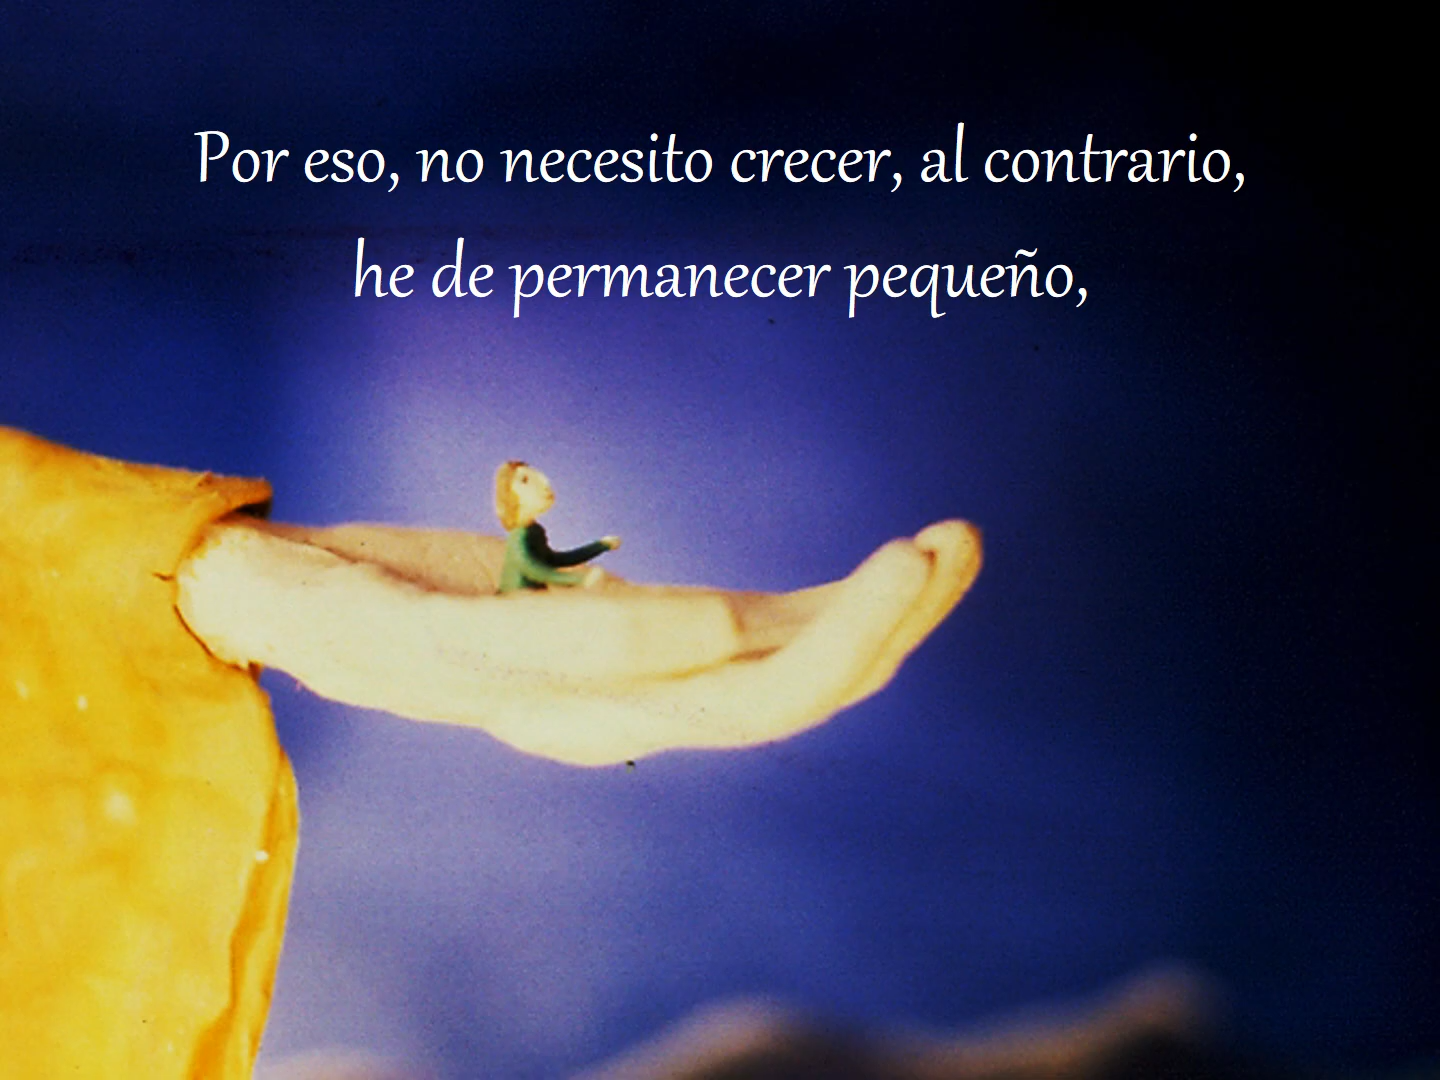 Por eso, no necesito crecer, al contrario,
he de permanecer pequeño,